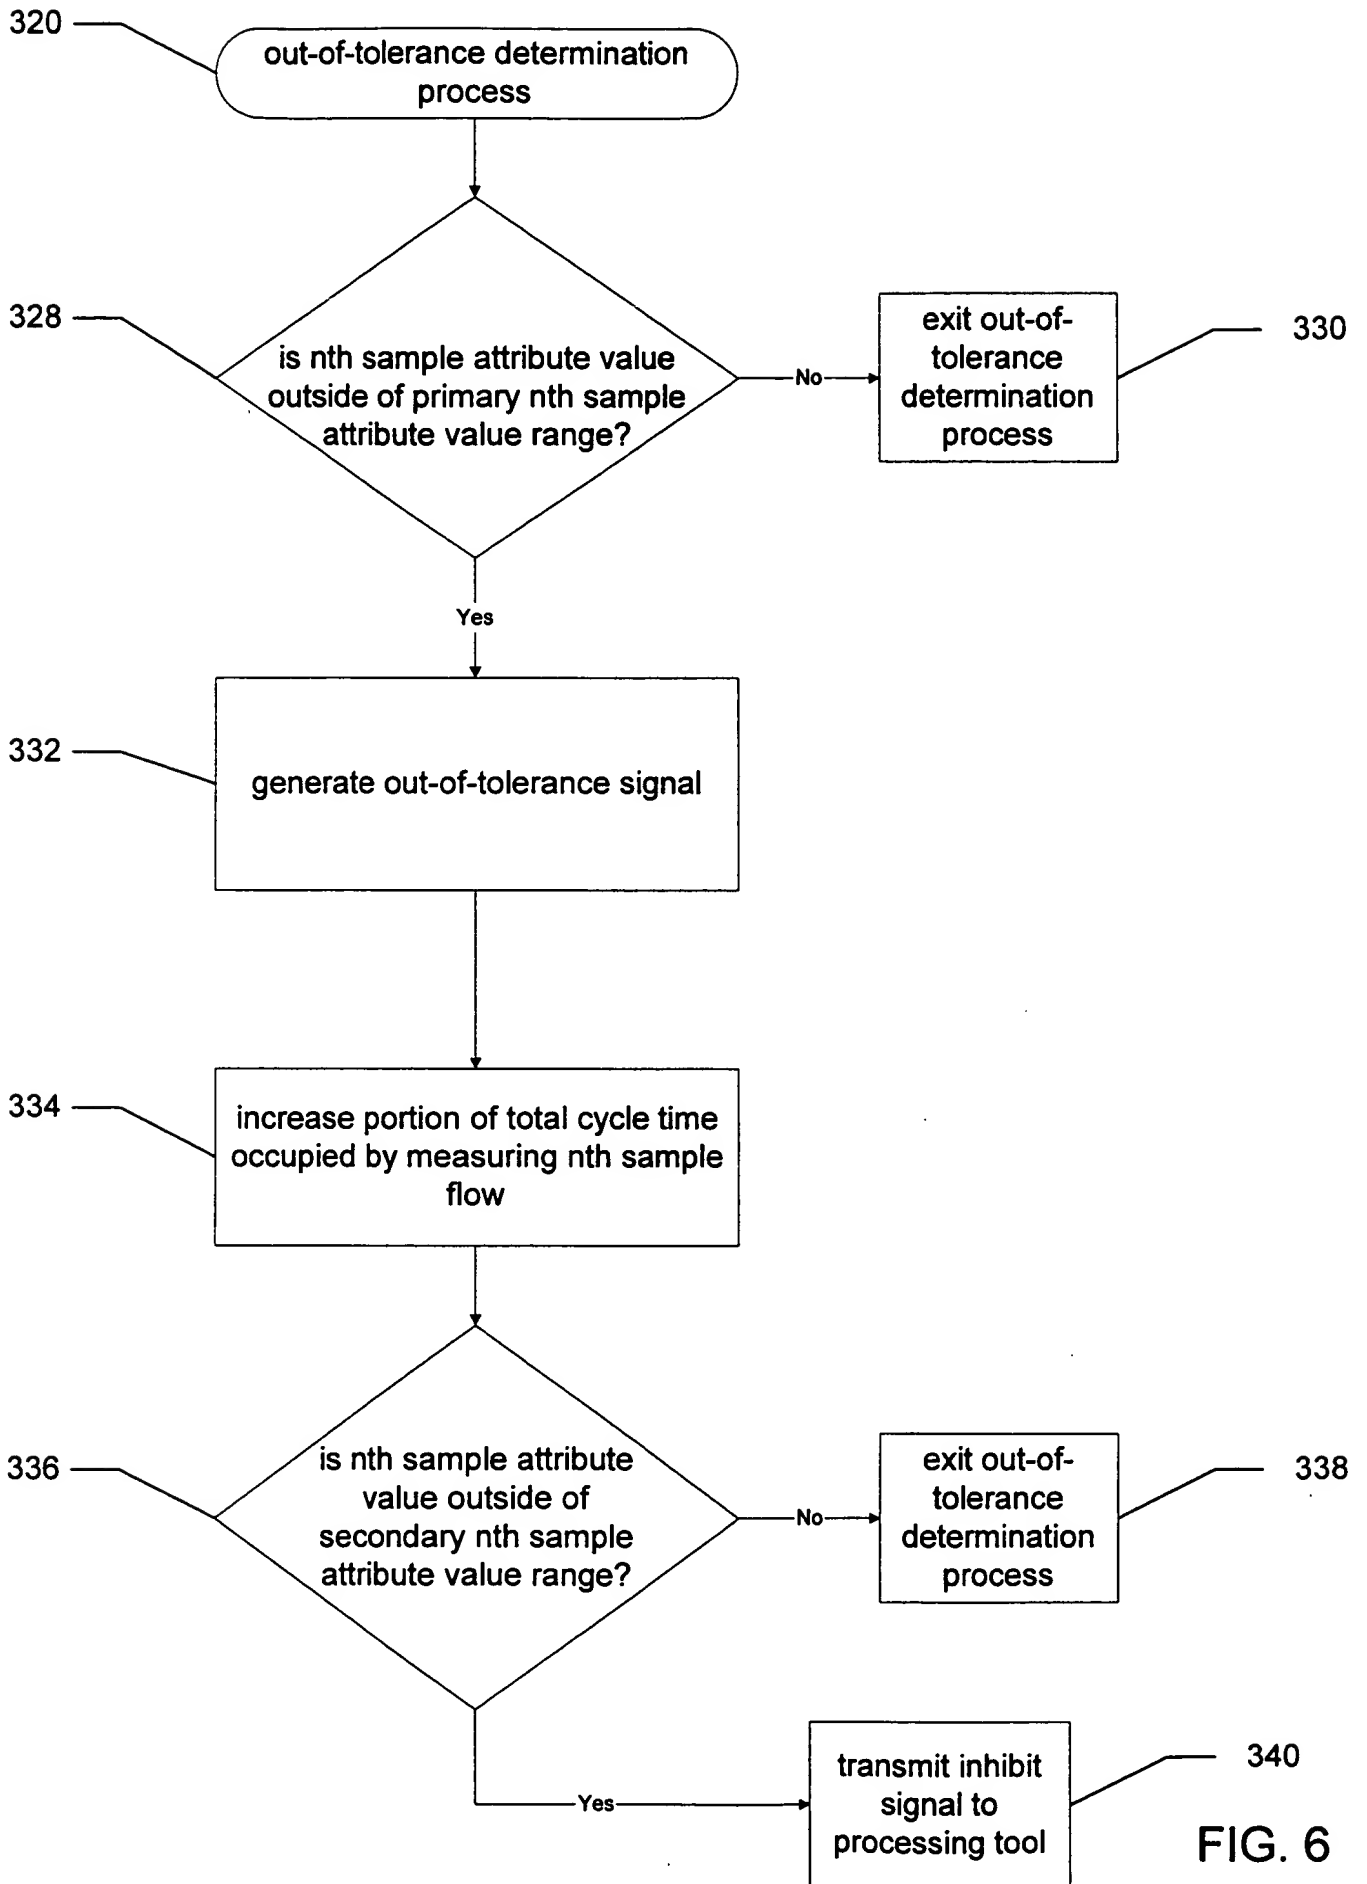 320
out-of-tolerance determination
process
328
is nth sample attribute value
outside of primary nth sample
attribute value range?
No
exit out-of-
tolerance
determination
process
330
Yes
332
generate out-of-tolerance signal
334
increase portion of total cycle time
occupied by measuring nth sample
flow
336
is nth sample attribute
value outside of
secondary nth sample
attribute value range?
No
exit out-of-
tolerance
determination
process
338
Yes
transmit inhibit
signal to
processing tool
340
FIG. 6